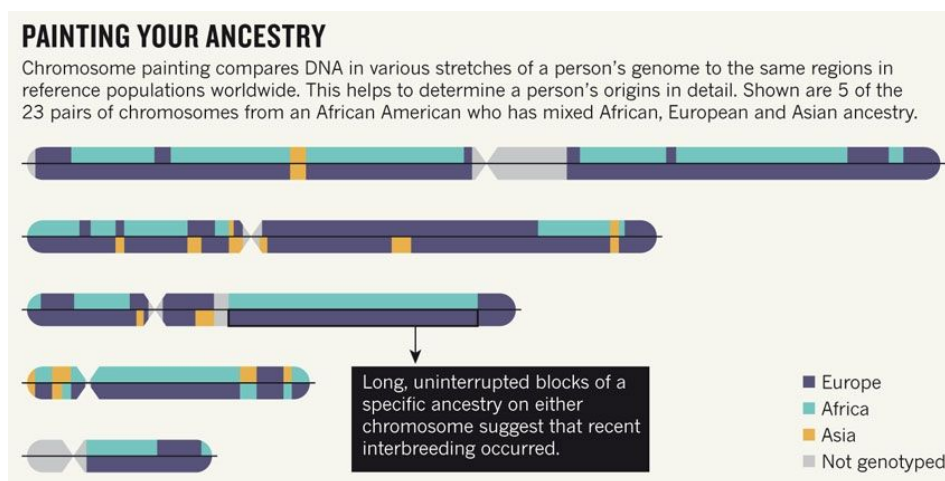 PAINTING YOUR ANCESTRY
Chromosome painting compares DNA in various stretches of a person's genome to the same regions in
reference populations worldwide. This helps to determine a person's origins in detail. Shown are 5 of the
23 pairs of chromosomes from an African American who has mixed African, European and Asian ancestry.
Long, uninterrupted blocks of a
specific ancestry on either
chromosome suggest that recent
interbreeding occurred.
Europe
Africa
Asia
Not genotyped